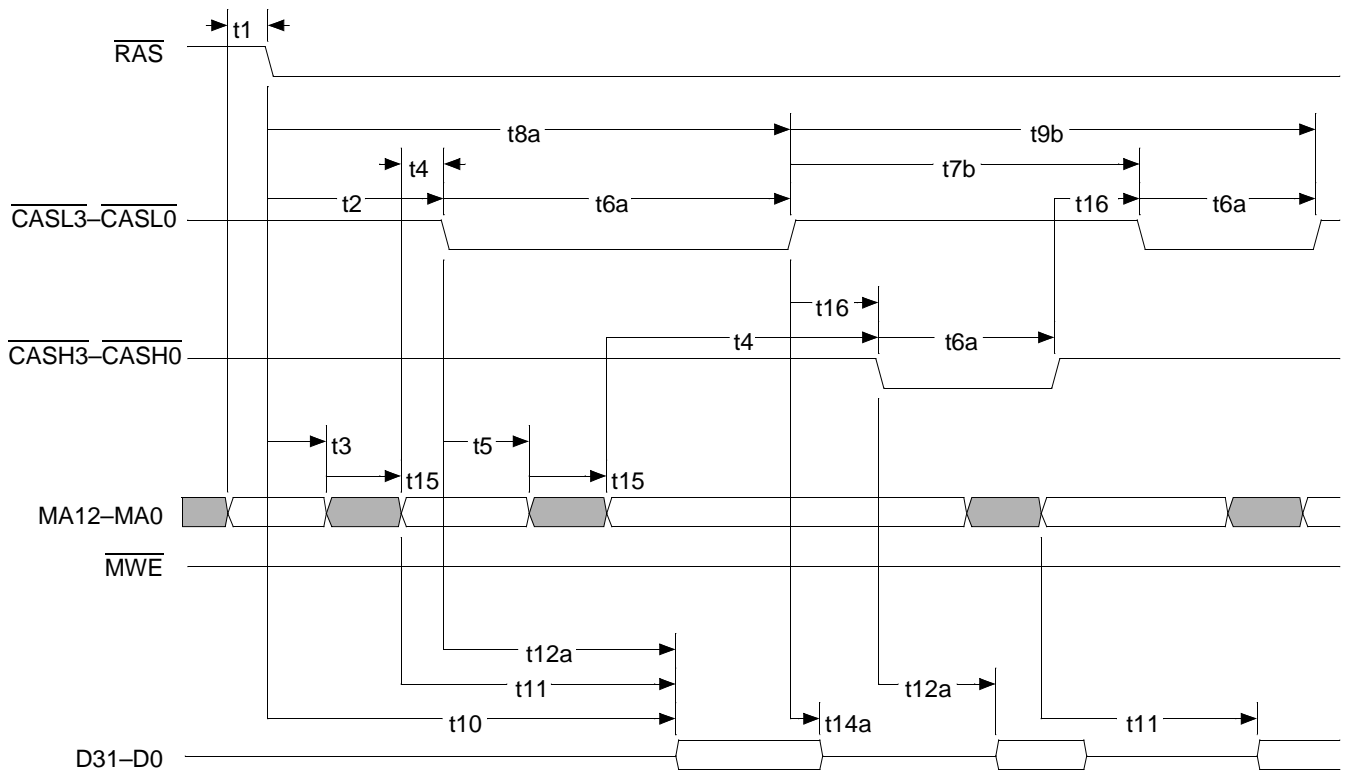 t1
RAS
t8a t9b
t4 t7b
t2 t6a t16 t6a
CASL3–CASL0
t16
t4 t6a
CASH3–CASH0
t3 t5
t15 t15
MA12–MA0
MWE
t12a
t11 t12a
t10 t14a t11
D31–D0